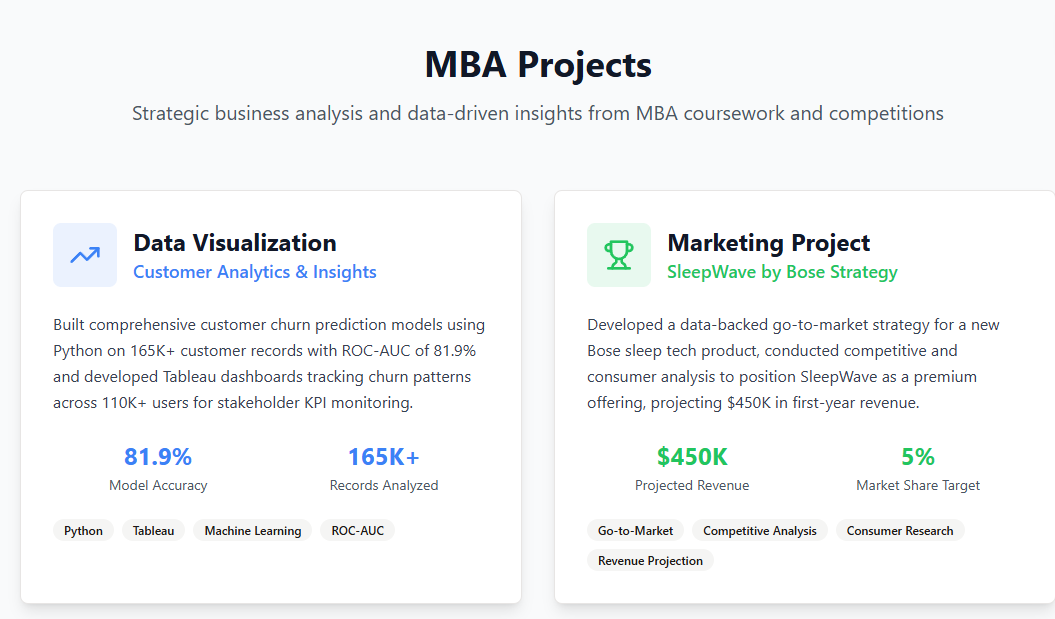 MBA Projects
Strategic business analysis and data-driven insights from MBA coursework and competitions
Data Visualization
Customer Analytics & Insights
Built comprehensive customer churn prediction models using
Python on 165K+ customer records with ROC-AUC of 81.9%
and developed Tableau dashboards tracking churn patterns
across 110K+ users for stakeholder KPI monitoring.
81.9%
Model Accuracy
165K+
Records Analyzed
Python
Tableau
Machine Learning
ROC-AUC
Marketing Project
SleepWave by Bose Strategy
Developed a data-backed go-to-market strategy for a new
Bose sleep tech product, conducted competitive and
consumer analysis to position SleepWave as a premium
offering, projecting $450K in first-year revenue.
$450K
Projected Revenue
5%
Market Share Target
Go-to-Market
Competitive Analysis
Consumer Research
Revenue Projection